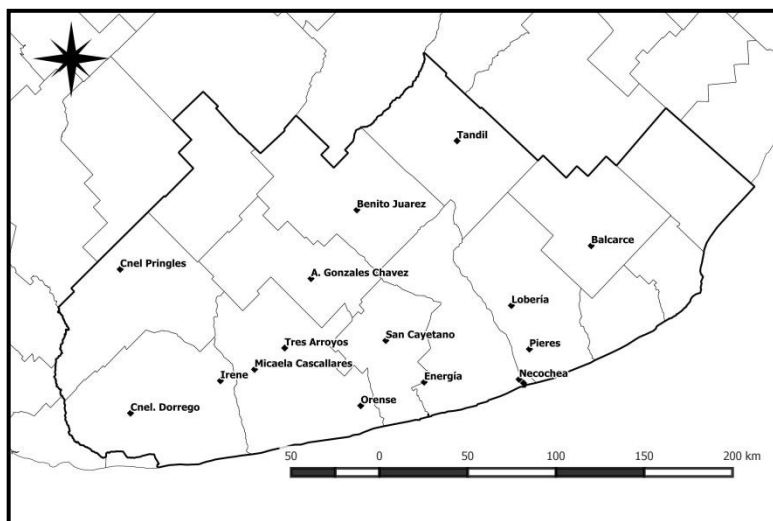 Tandil
Benito Juarez
Balcarce
Cnel Pringles
A. Gonzales Chavez
Lobería
Tres Arroyos
San Cayetano
Pieres
Micaela Cascallares
Irene
Energía
Necochea
Orense
Cnel. Dorrego
50 0 50 100 150 200 km